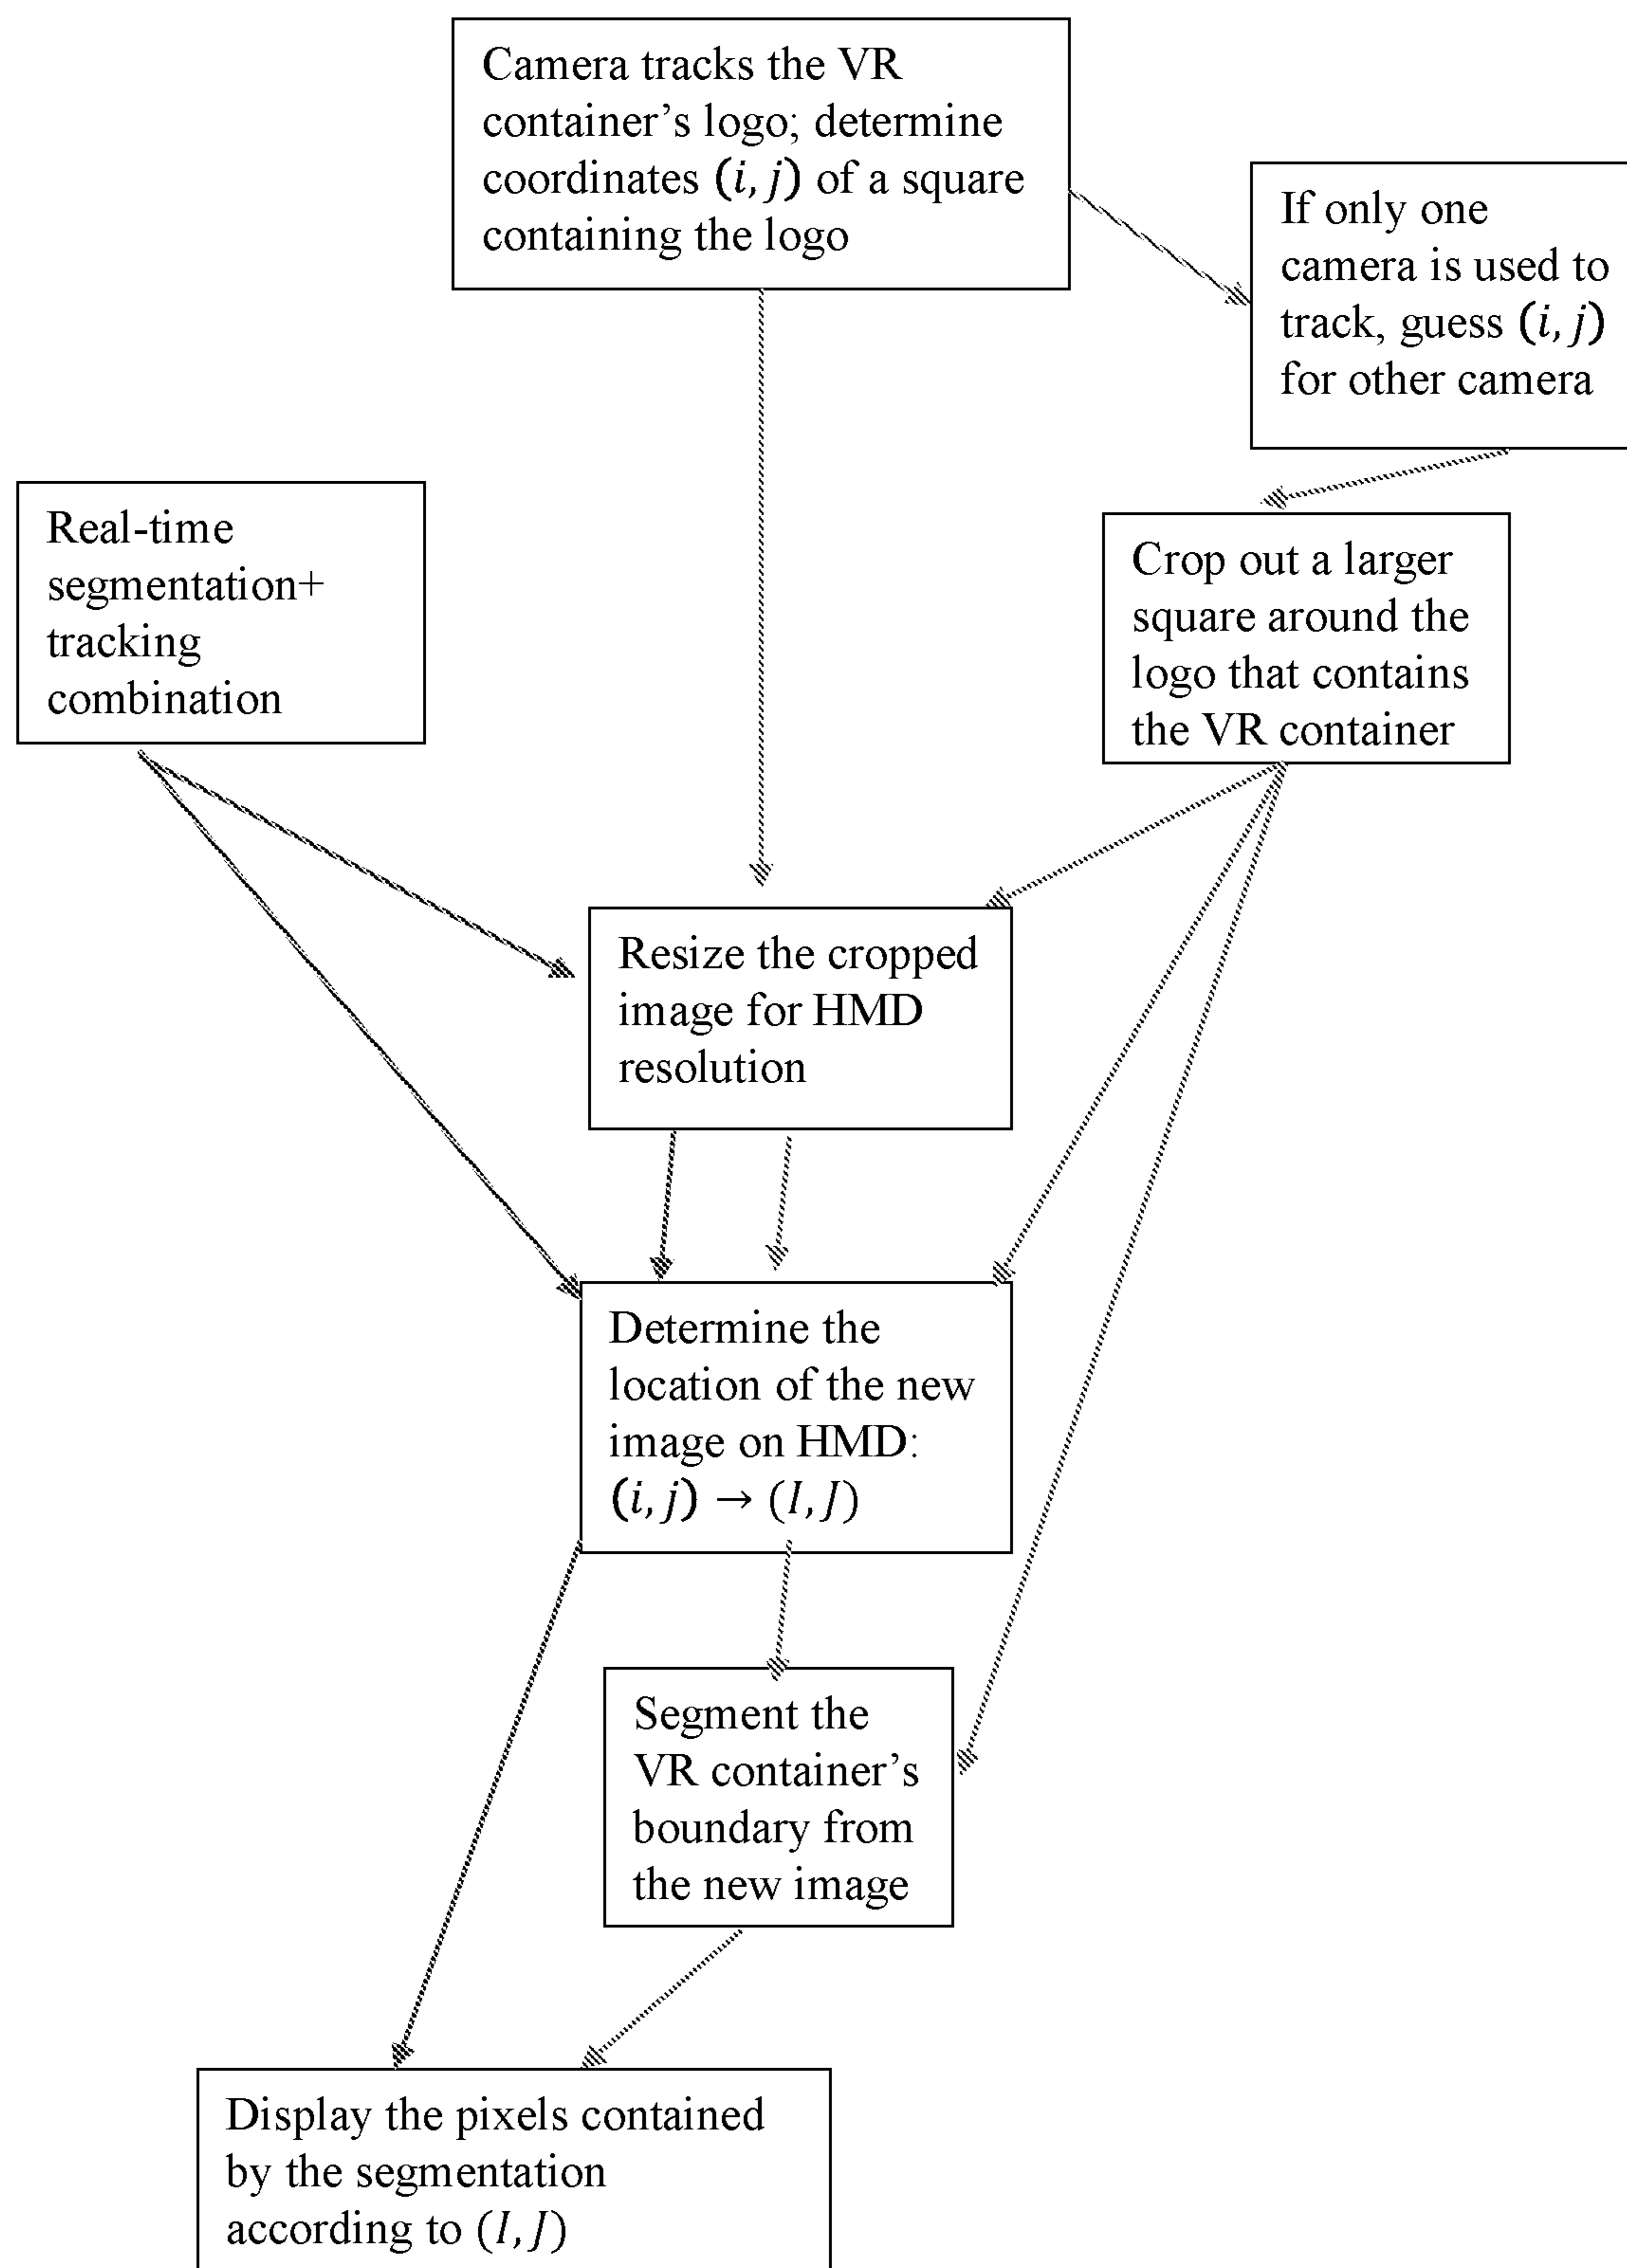 Camera tracks the VR
container's logo; determine
coordinates (i, j) of a square
containing the logo
If only one
camera is used to
track, guess (i, j)
for other camera
Real-time
segmentation+
tracking
combination
Crop out a larger
square around the
logo that contains
the VR container
Resize the cropped
image for HMD
resolution
Determine the
location of the new
image on HMD:
(i, j) → (I, J)
Segment the
VR container's
boundary from
the new image
Display the pixels contained
by the segmentation
according to (I, J)